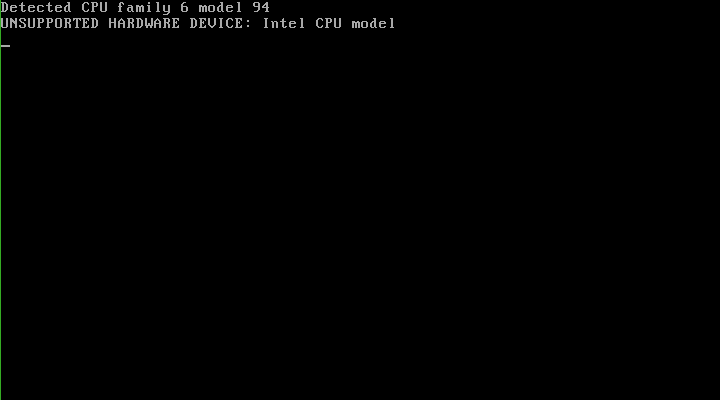 Detected CPU family 6 model 94
UNSUPPORTED HARDWARE DEVICE: Intel CPU model